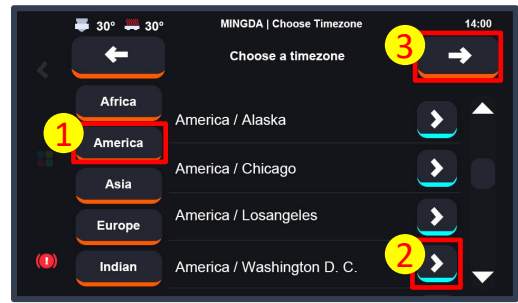 30° 30° MINGDA | Choose Timezone 14:00
Choose a timezone
3
Africa
America / Alaska
1
America
America / Chicago
Asia
America / Losangeles
Europe
2
Indian
America / Washington D. C.